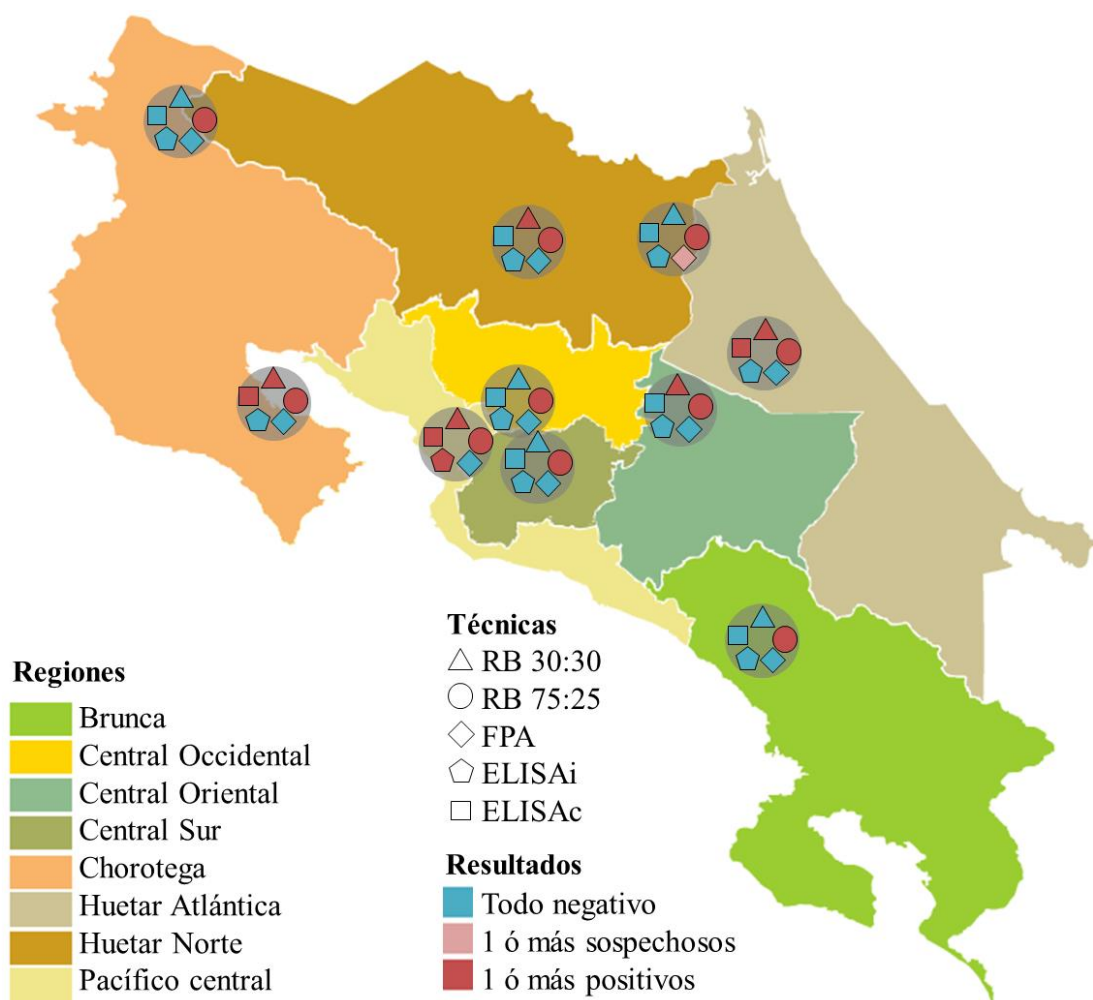 Regiones
Brunca
Central Occidental
Central Oriental
Central Sur
Chorotega
Huetar Atlántica
Huetar Norte
Pacífico central
Técnicas
RB 30:30
RB 75:25
FPA
ELISAi
ELISAc
Resultados
Todo negativo
1 ó más sospechosos
1 ó más positivos